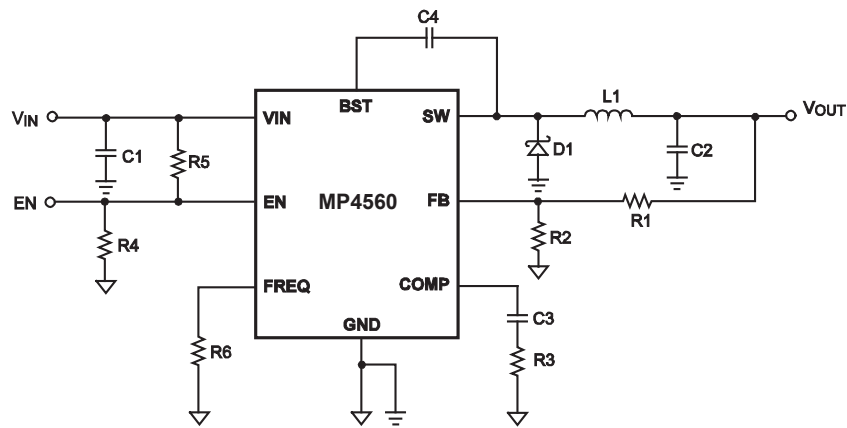 C4
BST
VIN
VIN
SW
L1
VOUT
C1
R5
D1
C2
EN
EN
MP4560
FB
R4
R2
R1
FREQ
COMP
GND
C3
R6
R3